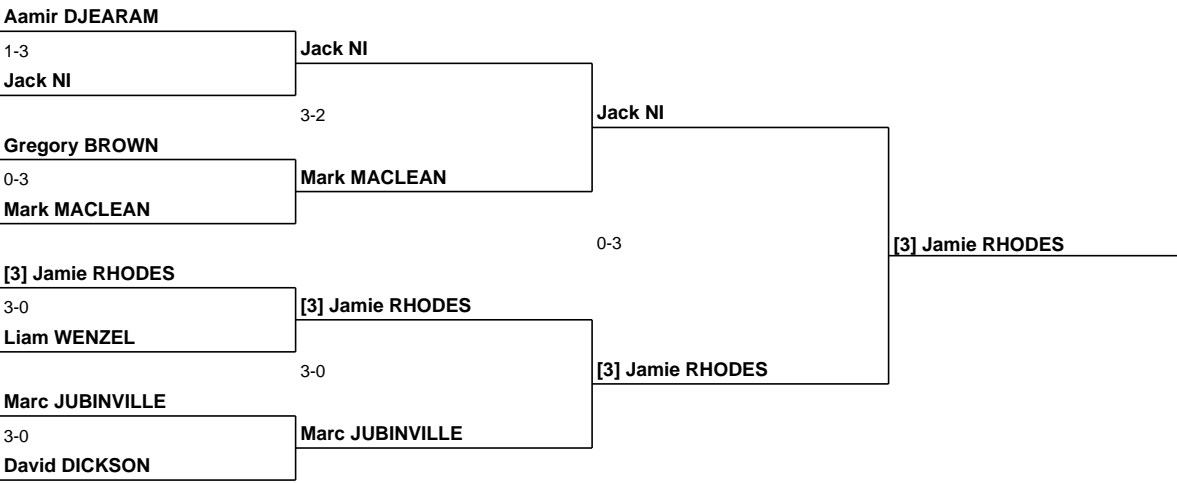 Aamir DJEARAM
1-3
Jack NI
Jack NI
3-2
Jack NI
Gregory BROWN
0-3
Mark MACLEAN
Mark MACLEAN
0-3
[3] Jamie RHODES
[3] Jamie RHODES
3-0
Liam WENZEL
[3] Jamie RHODES
3-0
[3] Jamie RHODES
Marc JUBINVILLE
3-0
David DICKSON
Marc JUBINVILLE